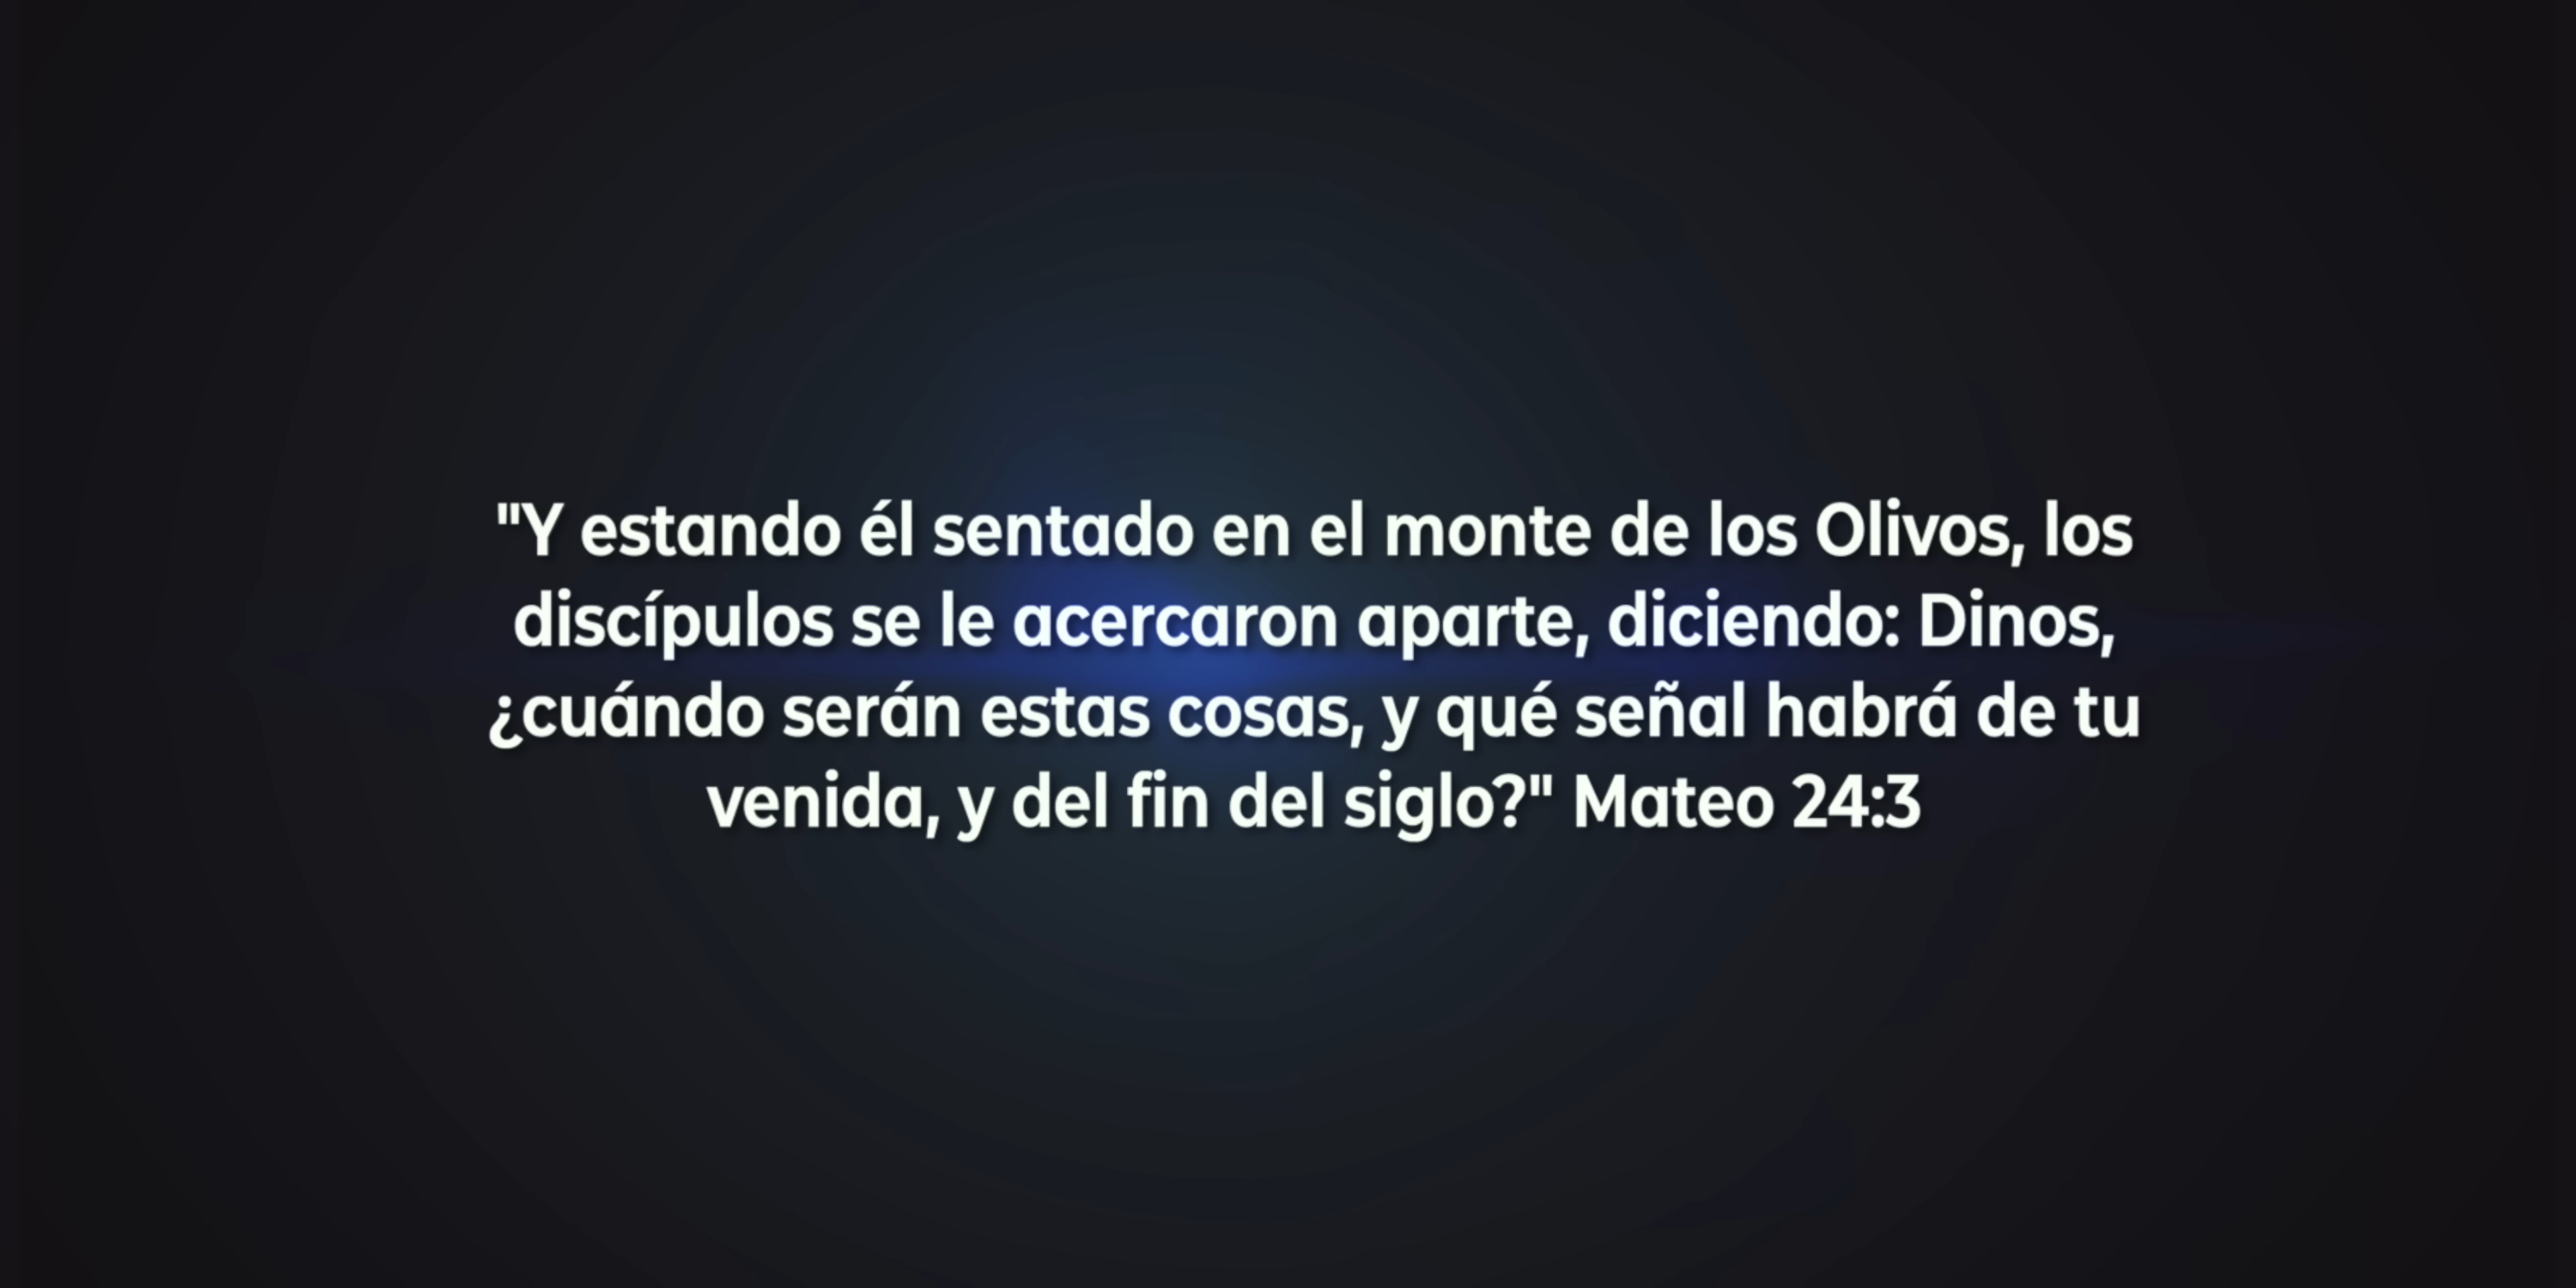 "Y estando él sentado en el monte de los Olivos, los
discípulos se le acercaron aparte, diciendo: Dinos,
¿cuándo serán estas cosas, y qué señal habrá de tu
venida, y del fin del siglo?" Mateo 24:3